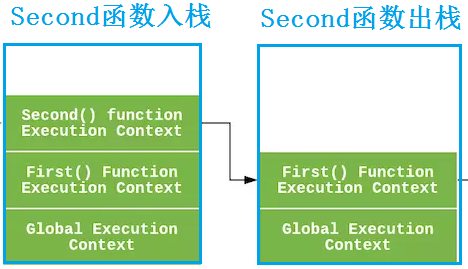 Second函数入栈
Second函数出栈
Second() function
Execution Context
First() Function
Execution Context
Global Execution
Context
First() Function
Execution Context
Global Execution
Context